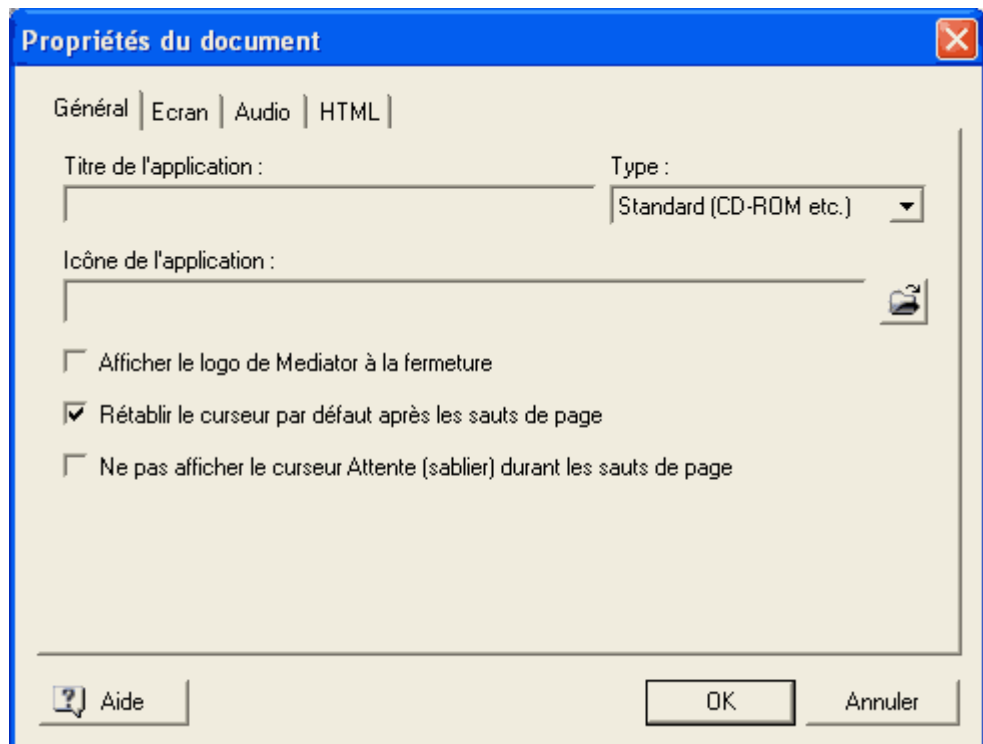 Propriétés du document
Général Ecran Audio HTML
Titre de l'application : Type :
Standard (CD-ROM etc.)
Icône de l'application :
Afficher le logo de Mediator à la fermeture
Rétablir le curseur par défaut après les sauts de page
Ne pas afficher le curseur Attente (sablier) durant les sauts de page
Aide OK Annuler